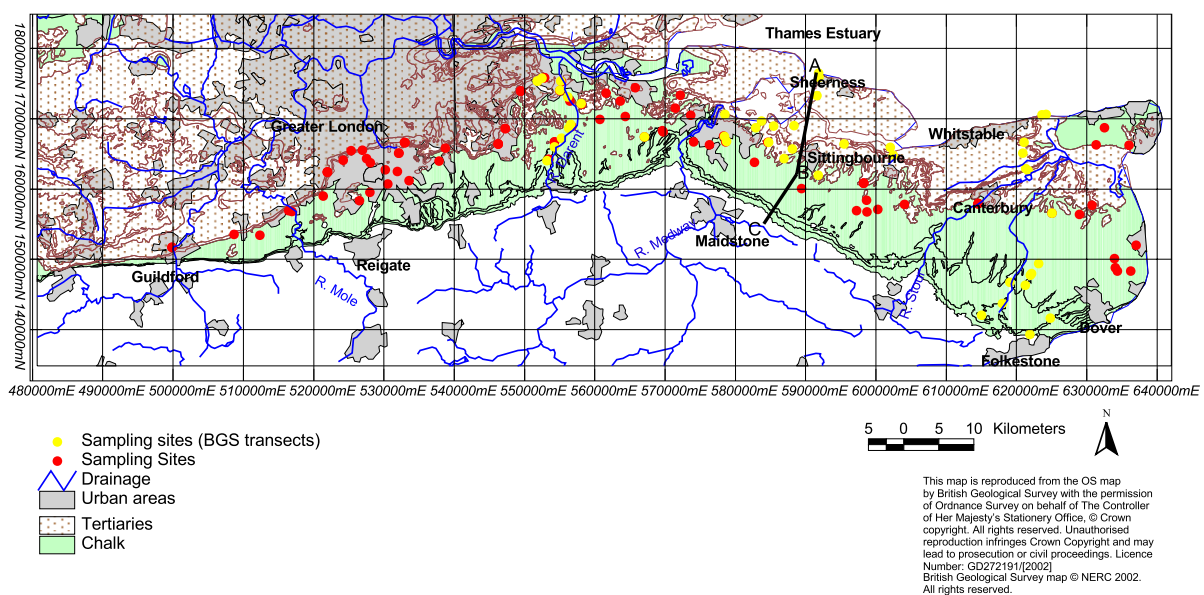 Thames Estuary
A
Sheerness
Greater London
Whitstable
R. Darent
Sittingbourne
B
Canterbury
C
Maidstone
R. Medway
Reigate
Guildford
R. Mole
R. Stour
Dover
Folkestone
180000mN
170000mN
160000mN
150000mN
140000mN
480000mE 490000mE 500000mE 510000mE 520000mE 530000mE 540000mE 550000mE 560000mE 570000mE 580000mE 590000mE 600000mE 610000mE 620000mE 630000mE 640000mE
Sampling sites (BGS transects)
Sampling Sites
Drainage
Urban areas
Tertiaries
Chalk
5 0 5 10 Kilometers
N
This map is reproduced from the OS map
by British Geological Survey with the permission
of Ordnance Survey on behalf of The Controller
of Her Majesty's Stationery Office, © Crown
copyright. All rights reserved. Unauthorised
reproduction infringes Crown Copyright and may
lead to prosecution or civil proceedings. Licence
Number: GD272191/[2002]
British Geological Survey map © NERC 2002.
All rights reserved.